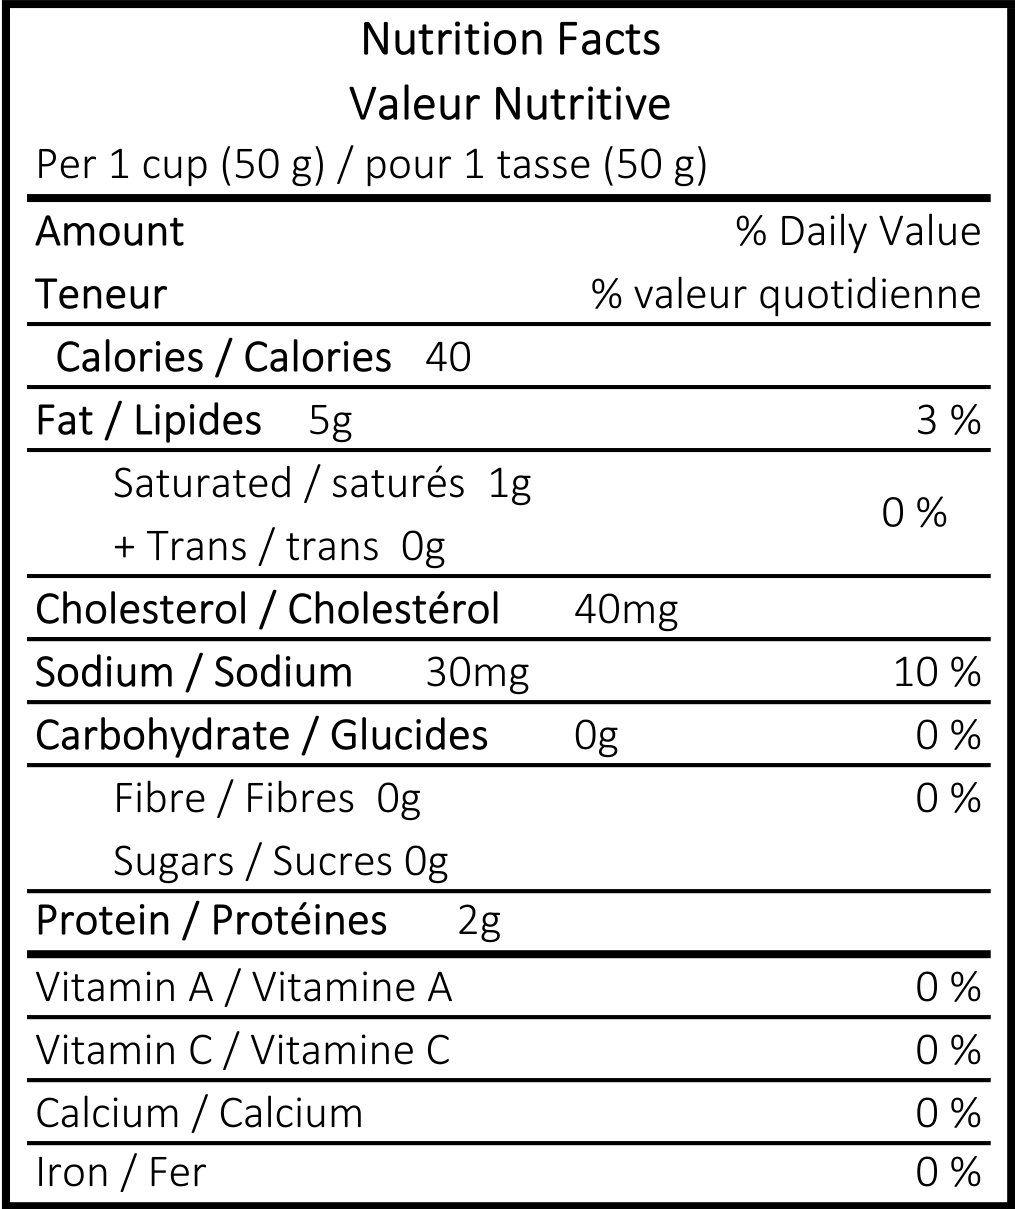 Nutrition Facts
Valeur Nutritive
Per 1 cup (50 g) / pour 1 tasse (50 g)
Amount % Daily Value
Teneur % valeur quotidienne
Calories / Calories 40
Fat / Lipides 5g 3 %
Saturated / saturés 1g
0 %
+ Trans / trans 0g
Cholesterol / Cholestérol 40mg
Sodium / Sodium 30mg 10 %
Carbohydrate / Glucides 0g 0 %
Fibre / Fibres 0g 0 %
Sugars / Sucres 0g
Protein / Protéines 2g
Vitamin A / Vitamine A 0 %
Vitamin C / Vitamine C 0 %
Calcium / Calcium 0 %
Iron / Fer 0 %